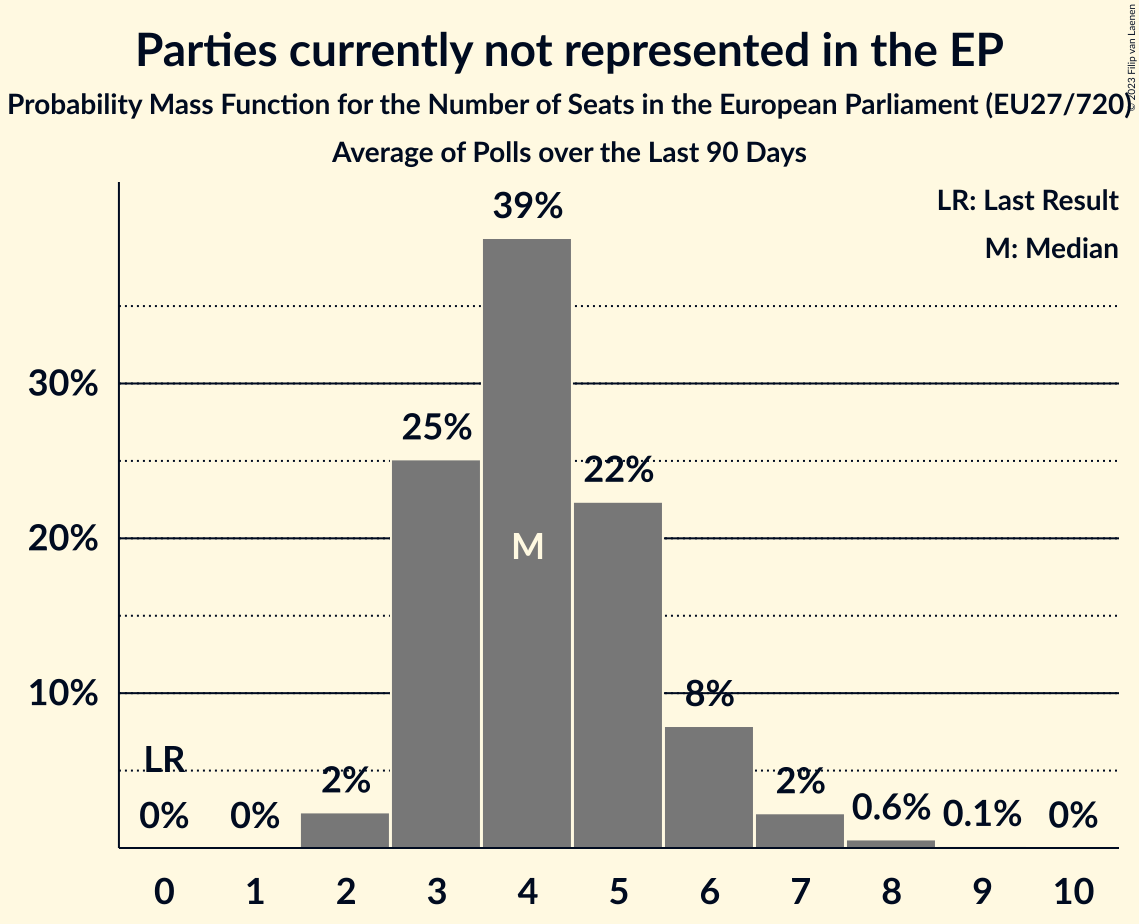 Parties currently not represented in the EP
Probability Mass Function for the Number of Seats in the European Parliament (EU27/720)
Average of Polls over the Last 90 Days
© 2023 Filip van Laenen
LR: Last Result
M: Median
39%
30%
25%
22%
20%
M
10%
8%
LR
2%
2%
0%
0%
0.6%
0.1%
0%
0 1 2 3 4 5 6 7 8 9 10